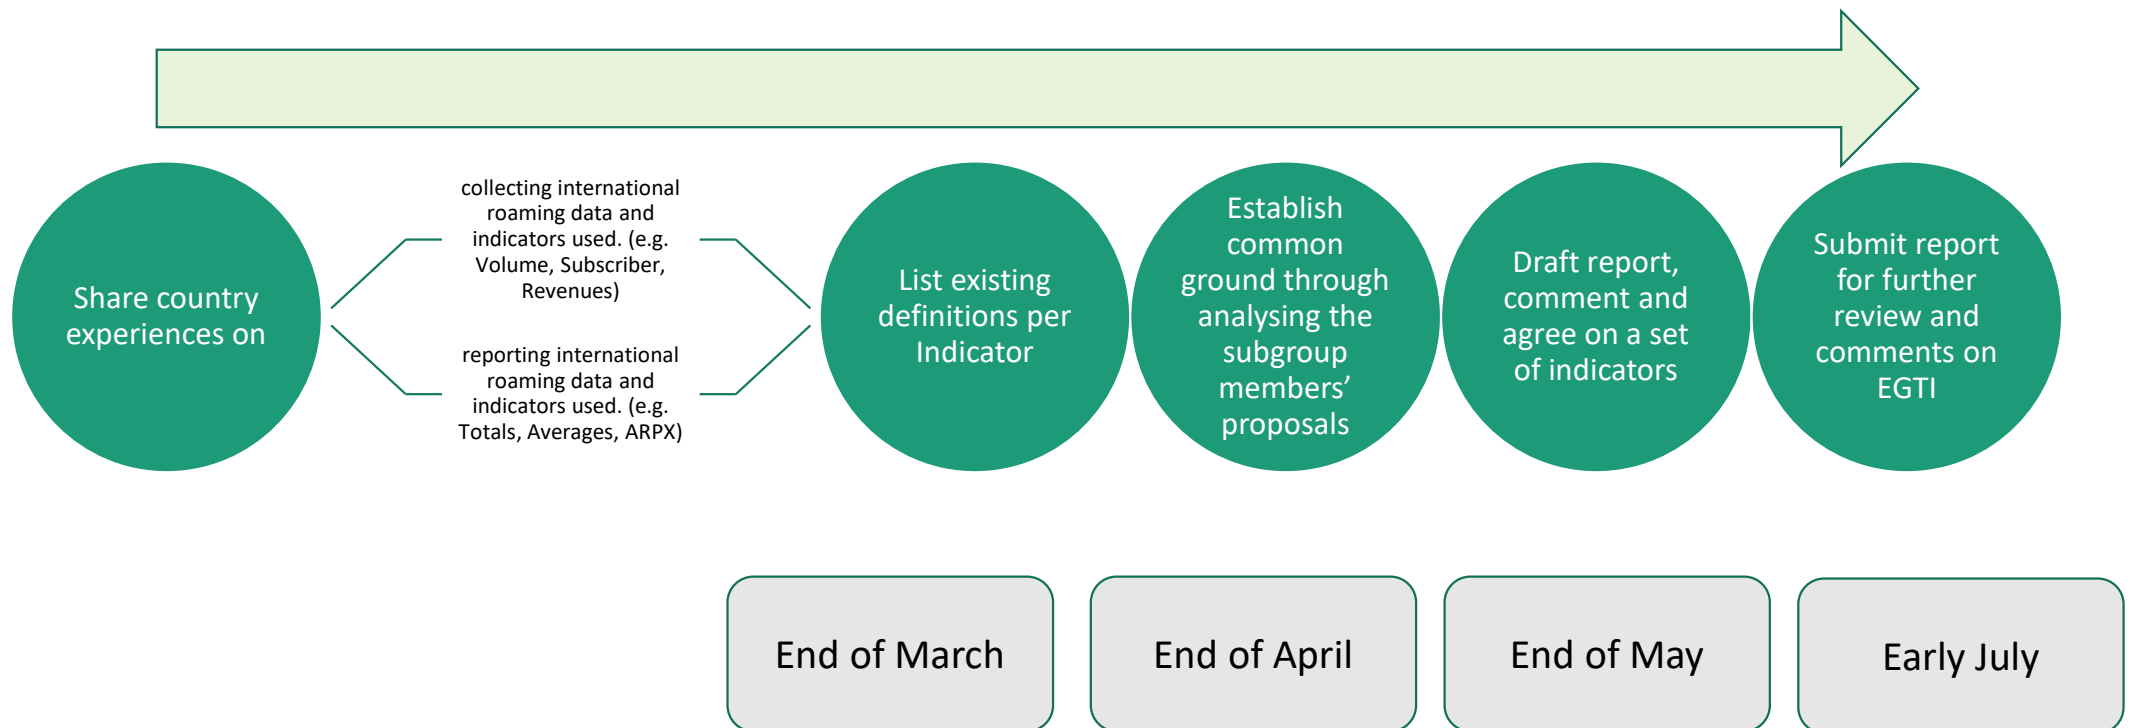 Share country
experiences on
collecting international
roaming data and
indicators used. (e.g.
Volume, Subscriber,
Revenues)
reporting international
roaming data and
indicators used. (e.g.
Totals, Averages, ARPX)
List existing
definitions per
Indicator
Establish
common
ground through
analysing the
subgroup
members’
proposals
Draft report,
comment and
agree on a set
of indicators
Submit report
for further
review and
comments on
EGTI
End of March
End of April
End of May
Early July